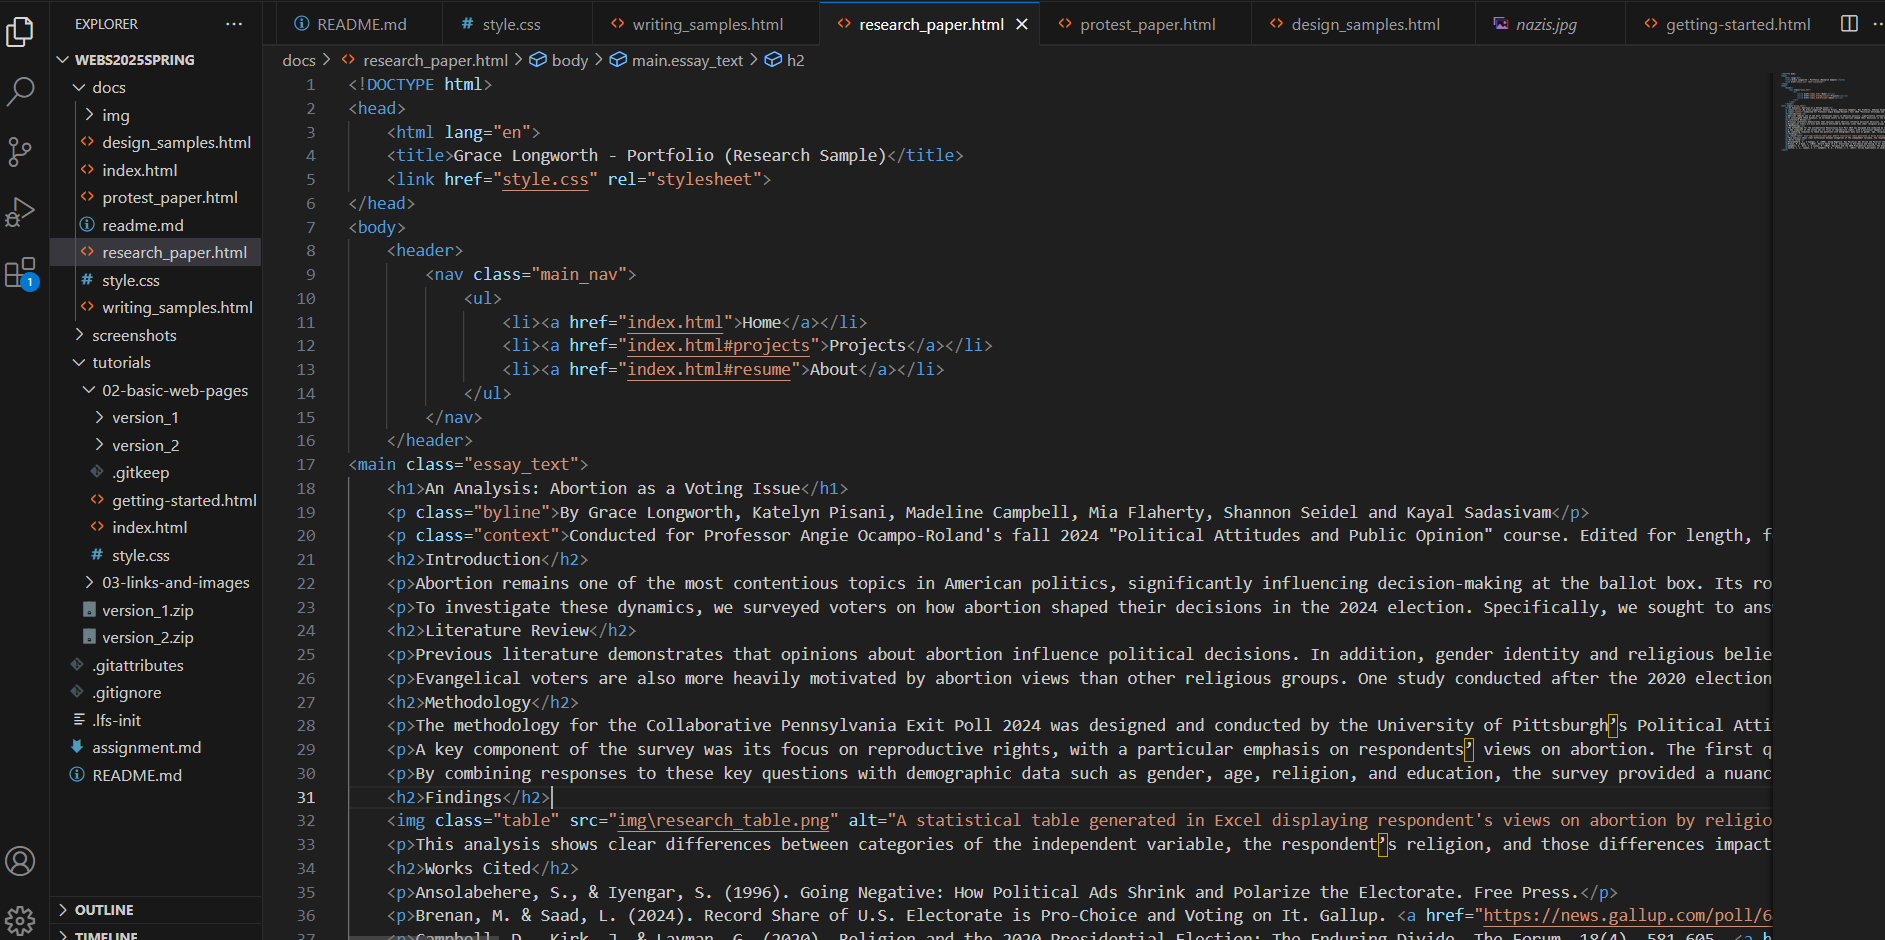 EXPLORER
WEBS2025SPRING
docs
img
design_samples.html
index.html
protest_paper.html
readme.md
research_paper.html
style.css
writing_samples.html
screenshots
tutorials
02-basic-web-pages
version_1
version_2
.gitkeep
getting-started.html
index.html
style.css
03-links-and-images
version_1.zip
version_2.zip
.gitattributes
.gitignore
.lfs-init
assignment.md
README.md
OUTLINE
TIMELINE
1
README.md
style.css
writing_samples.html
research_paper.html
protest_paper.html
design_samples.html
nazis.jpg
getting-started.html
docs > research_paper.html > body > main.essay_text > h2
1 <!DOCTYPE html>
2 <head>
3 <html lang="en">
4 <title>Grace Longworth - Portfolio (Research Sample)</title>
5 <link href="style.css" rel="stylesheet">
6 </head>
7 <body>
8 <header>
9 <nav class="main_nav">
10 <ul>
11 <li><a href="index.html">Home</a></li>
12 <li><a href="index.html#projects">Projects</a></li>
13 <li><a href="index.html#resume">About</a></li>
14 </ul>
15 </nav>
16 </header>
17 <main class="essay_text">
18 <h1>An Analysis: Abortion as a Voting Issue</h1>
19 <p class="byline">By Grace Longworth, Katelyn Pisani, Madeline Campbell, Mia Flaherty, Shannon Seidel and Kayal Sadasivam</p>
20 <p class="context">Conducted for Professor Angie Ocampo-Roland's fall 2024 "Political Attitudes and Public Opinion" course. Edited for length, f
21 <h2>Introduction</h2>
22 <p>Abortion remains one of the most contentious topics in American politics, significantly influencing decision-making at the ballot box. Its ro
23 <p>To investigate these dynamics, we surveyed voters on how abortion shaped their decisions in the 2024 election. Specifically, we sought to ans
24 <h2>Literature Review</h2>
25 <p>Previous literature demonstrates that opinions about abortion influence political decisions. In addition, gender identity and religious belie
26 <p>Evangelical voters are also more heavily motivated by abortion views than other religious groups. One study conducted after the 2020 election
27 <h2>Methodology</h2>
28 <p>The methodology for the Collaborative Pennsylvania Exit Poll 2024 was designed and conducted by the University of Pittsburgh’s Political Atti
29 <p>A key component of the survey was its focus on reproductive rights, with a particular emphasis on respondents’ views on abortion. The first q
30 <p>By combining responses to these key questions with demographic data such as gender, age, religion, and education, the survey provided a nuanc
31 <h2>Findings</h2>
32 <img class="table" src="img\research_table.png" alt="A statistical table generated in Excel displaying respondent's views on abortion by religio
33 <p>This analysis shows clear differences between categories of the independent variable, the respondent’s religion, and those differences impact
34 <h2>Works Cited</h2>
35 <p>Ansolabehere, S., & Iyengar, S. (1996). Going Negative: How Political Ads Shrink and Polarize the Electorate. Free Press.</p>
36 <p>Brenan, M. & Saad, L. (2024). Record Share of U.S. Electorate is Pro-Choice and Voting on It. Gallup. <a href="https://news.gallup.com/poll/6
37 <p>Campbell, D., Kirk, J., & Layman, G. (2020). Religion and the 2020 Presidential Election: The Enduring Divide. The Forum, 18(4), 581-605. <a h